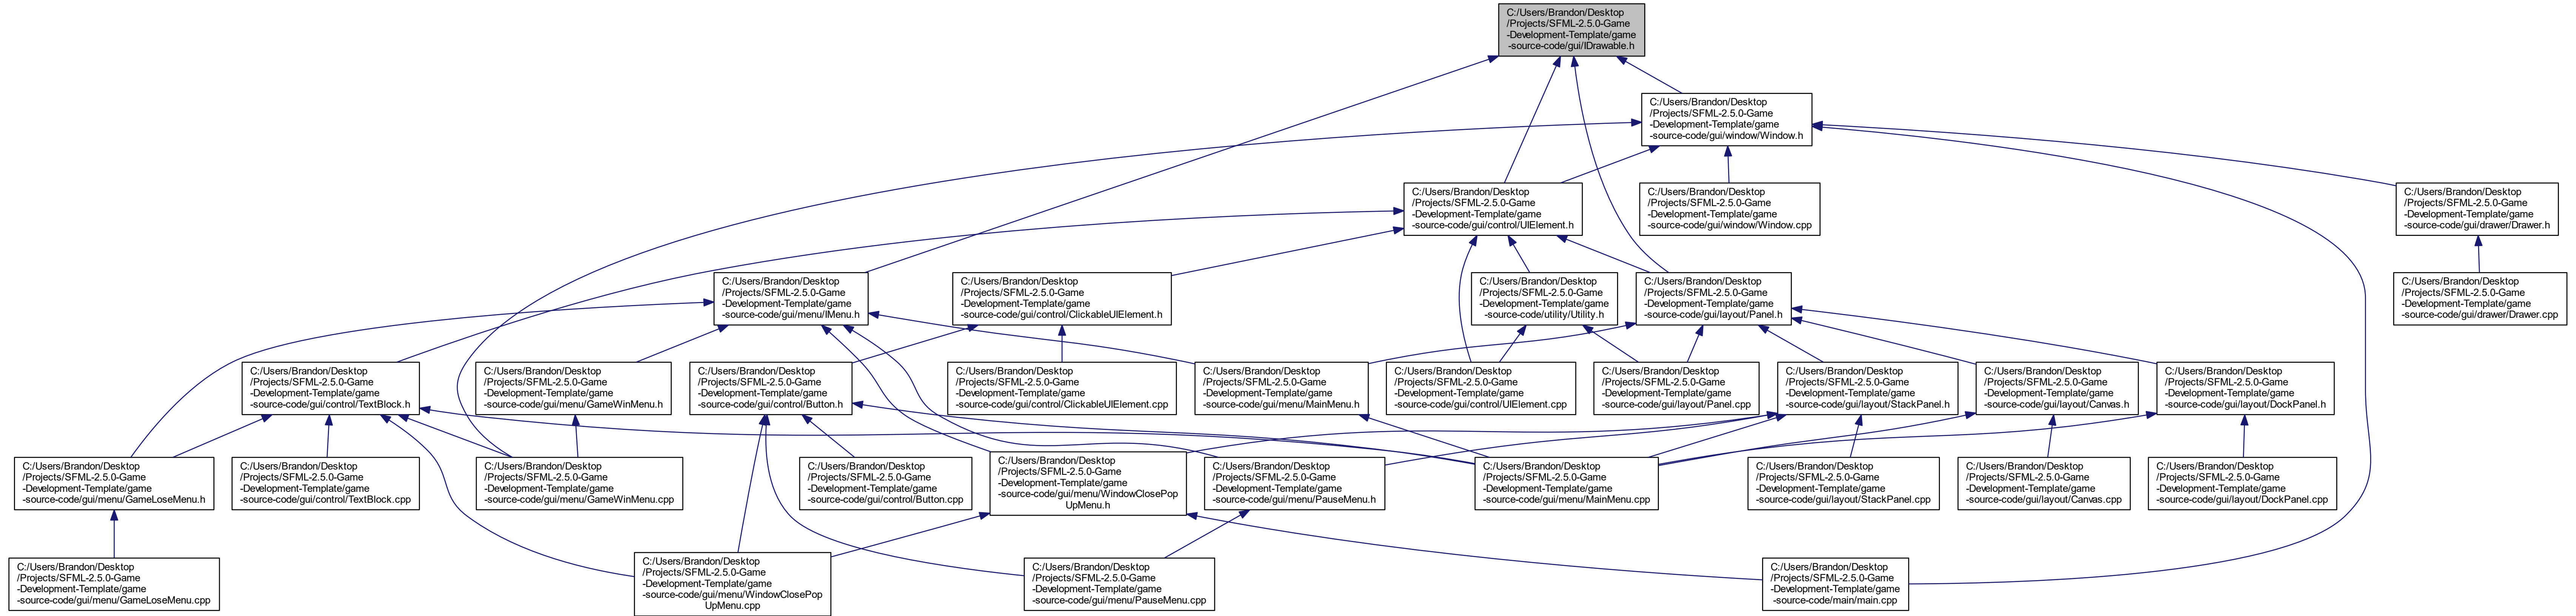 C:/Users/Brandon/Desktop
/Projects/SFML-2.5.0-Game
-Development-Template/game
-source-code/gui/IDrawable.h
C:/Users/Brandon/Desktop
/Projects/SFML-2.5.0-Game
-Development-Template/game
-source-code/gui/window/Window.h
C:/Users/Brandon/Desktop
/Projects/SFML-2.5.0-Game
-Development-Template/game
-source-code/gui/control/UIElement.h
C:/Users/Brandon/Desktop
/Projects/SFML-2.5.0-Game
-Development-Template/game
-source-code/gui/window/Window.cpp
C:/Users/Brandon/Desktop
/Projects/SFML-2.5.0-Game
-Development-Template/game
-source-code/gui/drawer/Drawer.h
C:/Users/Brandon/Desktop
/Projects/SFML-2.5.0-Game
-Development-Template/game
-source-code/gui/menu/IMenu.h
C:/Users/Brandon/Desktop
/Projects/SFML-2.5.0-Game
-Development-Template/game
-source-code/gui/control/ClickableUIElement.h
C:/Users/Brandon/Desktop
/Projects/SFML-2.5.0-Game
-Development-Template/game
-source-code/utility/Utility.h
C:/Users/Brandon/Desktop
/Projects/SFML-2.5.0-Game
-Development-Template/game
-source-code/gui/layout/Panel.h
C:/Users/Brandon/Desktop
/Projects/SFML-2.5.0-Game
-Development-Template/game
-source-code/gui/drawer/Drawer.cpp
C:/Users/Brandon/Desktop
/Projects/SFML-2.5.0-Game
-Development-Template/game
-source-code/gui/control/TextBlock.h
C:/Users/Brandon/Desktop
/Projects/SFML-2.5.0-Game
-Development-Template/game
-source-code/gui/menu/GameWinMenu.h
C:/Users/Brandon/Desktop
/Projects/SFML-2.5.0-Game
-Development-Template/game
-source-code/gui/control/Button.h
C:/Users/Brandon/Desktop
/Projects/SFML-2.5.0-Game
-Development-Template/game
-source-code/gui/control/ClickableUIElement.cpp
C:/Users/Brandon/Desktop
/Projects/SFML-2.5.0-Game
-Development-Template/game
-source-code/gui/menu/MainMenu.h
C:/Users/Brandon/Desktop
/Projects/SFML-2.5.0-Game
-Development-Template/game
-source-code/gui/control/UIElement.cpp
C:/Users/Brandon/Desktop
/Projects/SFML-2.5.0-Game
-Development-Template/game
-source-code/gui/layout/Panel.cpp
C:/Users/Brandon/Desktop
/Projects/SFML-2.5.0-Game
-Development-Template/game
-source-code/gui/layout/StackPanel.h
C:/Users/Brandon/Desktop
/Projects/SFML-2.5.0-Game
-Development-Template/game
-source-code/gui/layout/Canvas.h
C:/Users/Brandon/Desktop
/Projects/SFML-2.5.0-Game
-Development-Template/game
-source-code/gui/layout/DockPanel.h
C:/Users/Brandon/Desktop
/Projects/SFML-2.5.0-Game
-Development-Template/game
-source-code/gui/menu/GameLoseMenu.h
C:/Users/Brandon/Desktop
/Projects/SFML-2.5.0-Game
-Development-Template/game
-source-code/gui/control/TextBlock.cpp
C:/Users/Brandon/Desktop
/Projects/SFML-2.5.0-Game
-Development-Template/game
-source-code/gui/menu/GameWinMenu.cpp
C:/Users/Brandon/Desktop
/Projects/SFML-2.5.0-Game
-Development-Template/game
-source-code/gui/control/Button.cpp
C:/Users/Brandon/Desktop
/Projects/SFML-2.5.0-Game
-Development-Template/game
-source-code/gui/menu/WindowClosePop
UpMenu.h
C:/Users/Brandon/Desktop
/Projects/SFML-2.5.0-Game
-Development-Template/game
-source-code/gui/menu/PauseMenu.h
C:/Users/Brandon/Desktop
/Projects/SFML-2.5.0-Game
-Development-Template/game
-source-code/gui/menu/MainMenu.cpp
C:/Users/Brandon/Desktop
/Projects/SFML-2.5.0-Game
-Development-Template/game
-source-code/gui/layout/StackPanel.cpp
C:/Users/Brandon/Desktop
/Projects/SFML-2.5.0-Game
-Development-Template/game
-source-code/gui/layout/Canvas.cpp
C:/Users/Brandon/Desktop
/Projects/SFML-2.5.0-Game
-Development-Template/game
-source-code/gui/layout/DockPanel.cpp
C:/Users/Brandon/Desktop
/Projects/SFML-2.5.0-Game
-Development-Template/game
-source-code/gui/menu/GameLoseMenu.cpp
C:/Users/Brandon/Desktop
/Projects/SFML-2.5.0-Game
-Development-Template/game
-source-code/gui/menu/WindowClosePop
UpMenu.cpp
C:/Users/Brandon/Desktop
/Projects/SFML-2.5.0-Game
-Development-Template/game
-source-code/gui/menu/PauseMenu.cpp
C:/Users/Brandon/Desktop
/Projects/SFML-2.5.0-Game
-Development-Template/game
-source-code/main/main.cpp